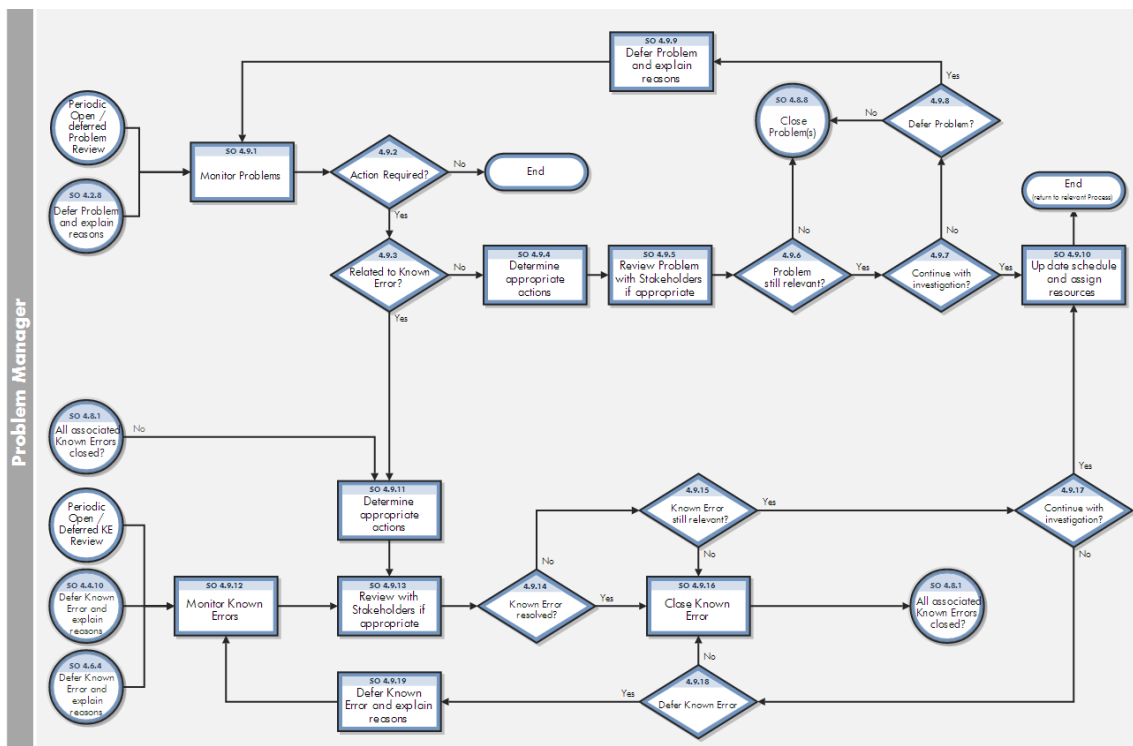 Problem Manager
SO 4.9.9
Defer Problem
and explain
reasons
Yes
Periodic
Open /
deferred
Problem
Review
SO 4.8.8
Close
Problem(s)
No
4.9.8
Defer Problem?
SO 4.9.1
Monitor Problems
4.9.2
Action Required?
No
End
SO 4.2.8
Defer Problem
and explain
reasons
Yes
No
No
End
(return to relevant Process)
4.9.3
Related to Known
Error?
No
SO 4.9.4
Determine
appropriate
actions
SO 4.9.5
Review Problem
with Stakeholders
if appropriate
4.9.6
Problem
still relevant?
Yes
4.9.7
Continue with
investigation?
Yes
SO 4.9.10
Update schedule
and assign
resources
Yes
SO 4.8.1
All associated
Known Errors
closed?
No
SO 4.9.11
Determine
appropriate
actions
4.9.15
Known Error
still relevant?
Yes
Yes
4.9.17
Continue with
investigation?
Periodic
Open /
Deferred KE
Review
No
No
No
SO 4.4.10
Defer Known
Error and explain
reasons
SO 4.9.12
Monitor Known
Errors
SO 4.9.13
Review with
Stakeholders if
appropriate
4.9.14
Known Error
resolved?
Yes
SO 4.9.16
Close Known
Error
SO 4.8.1
All associated
Known Errors
closed?
SO 4.6.4
Defer Known
Error and explain
reasons
No
SO 4.9.19
Defer Known
Error and explain
reasons
Yes
4.9.18
Defer Known Error